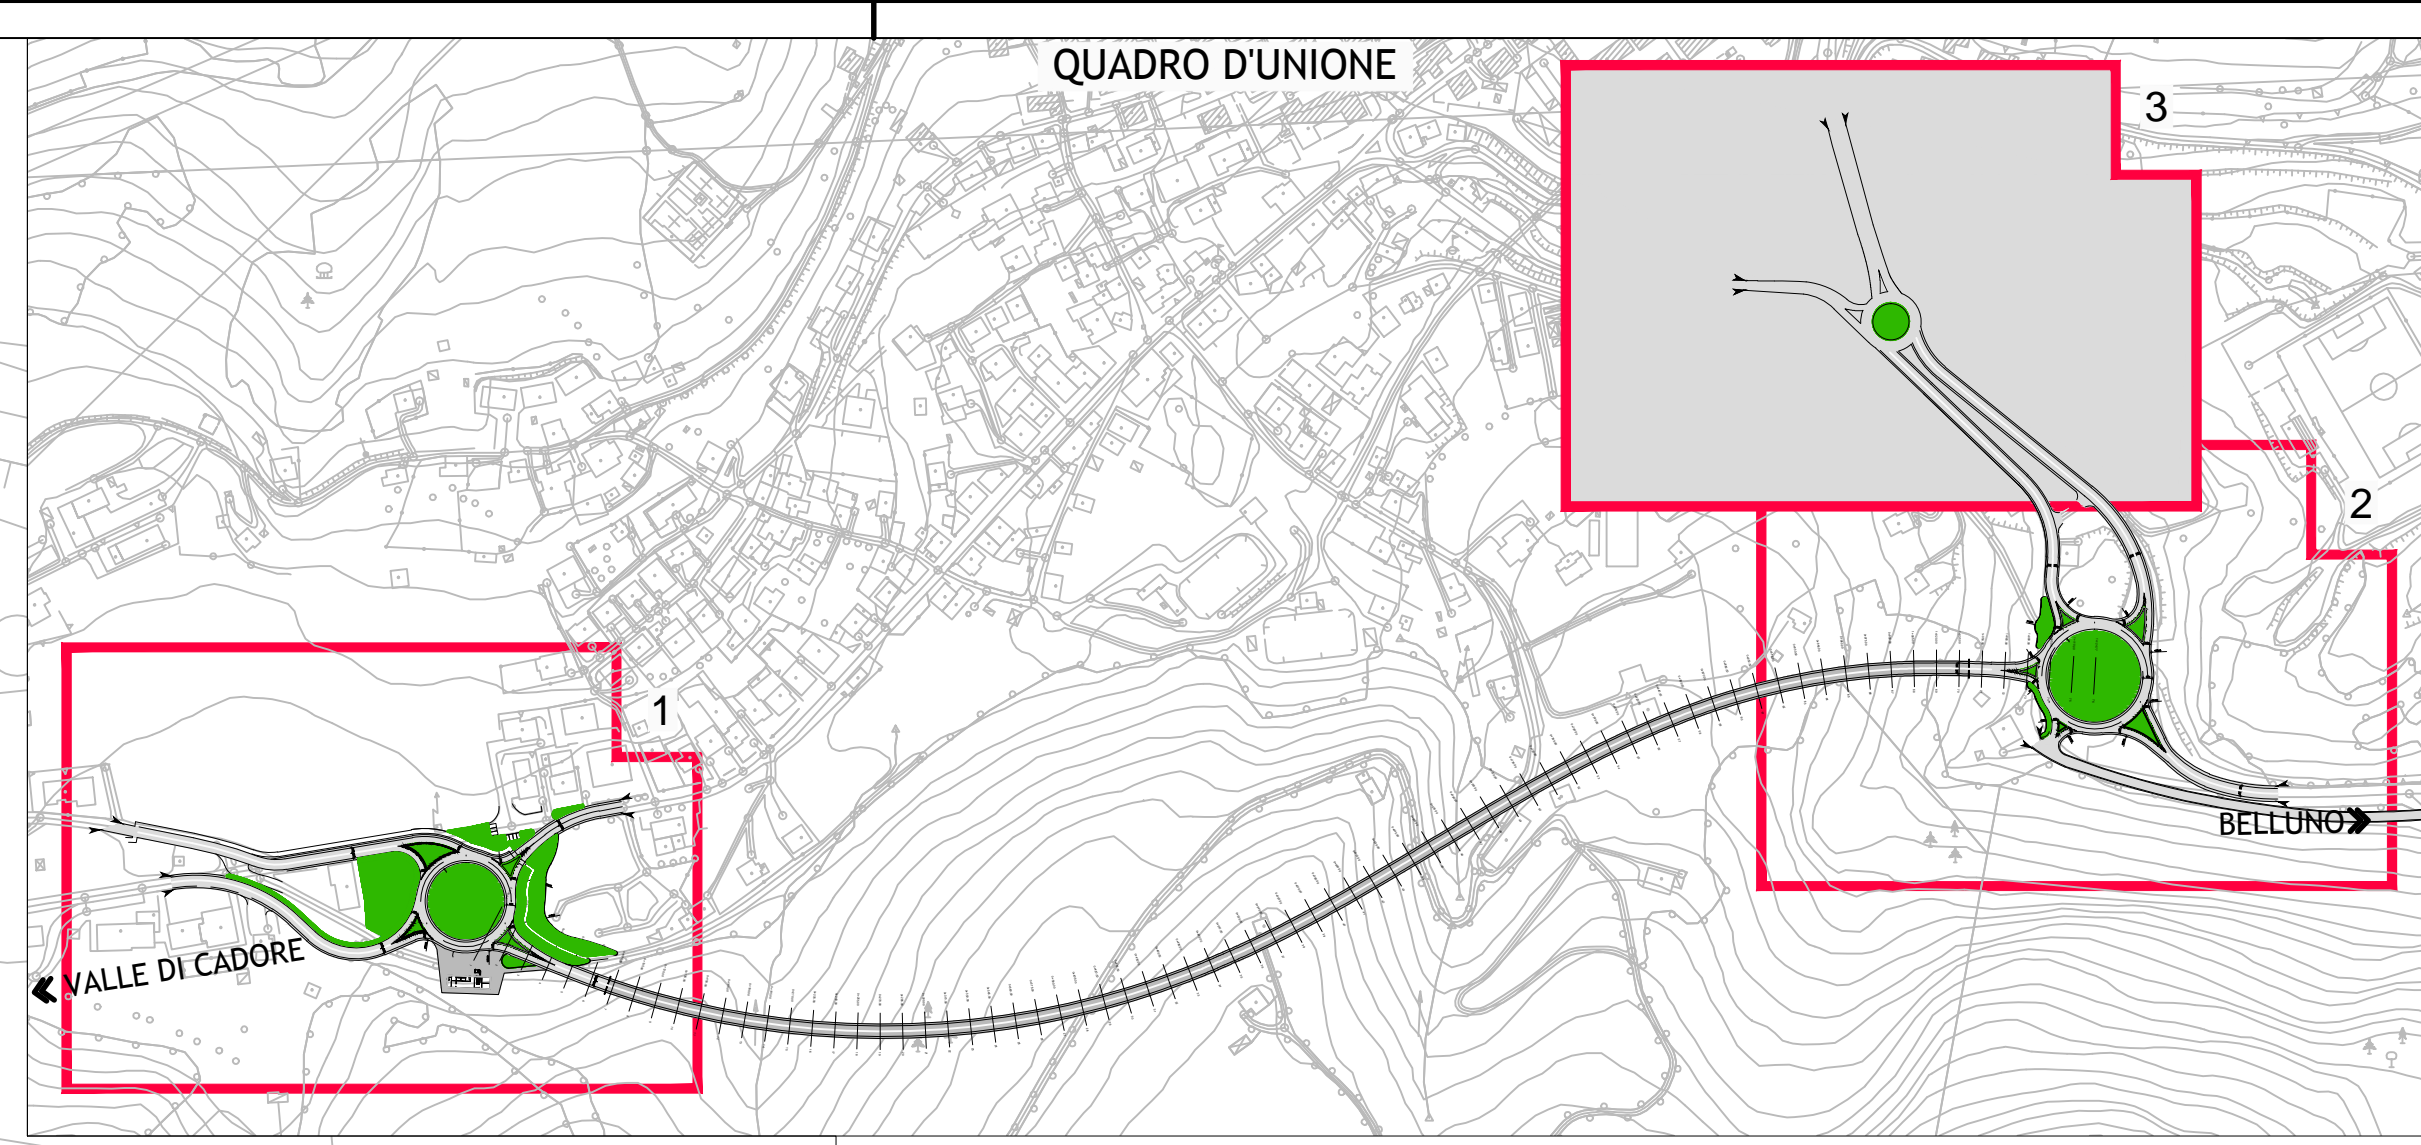 QUADRO D'UNIONE
3
2
1
BELLUNO
VALLE DI CADORE